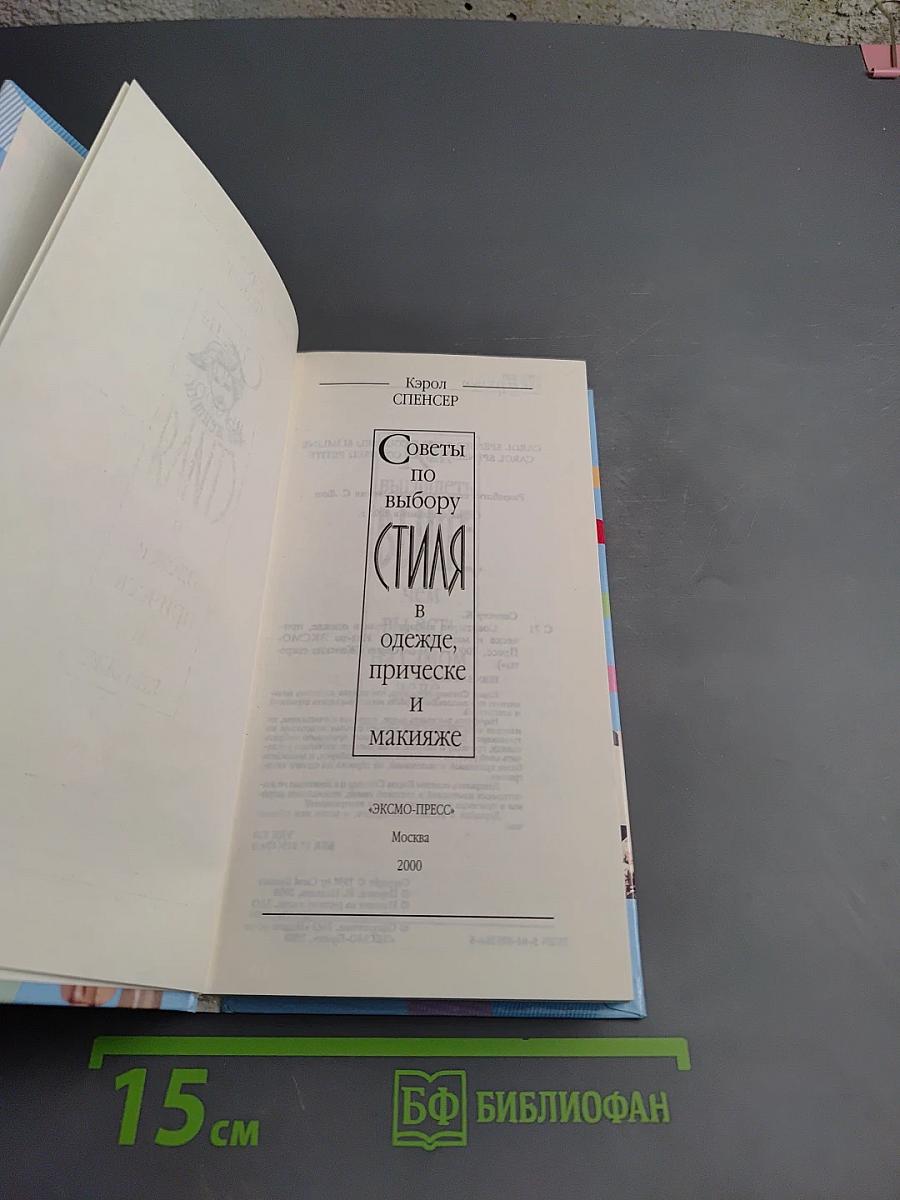 Кэрол
СПЕНСЕР
Советы
по
выбору
СТИЛЯ
в
одежде,
прическе
и
макияже
«ЭКСМО-ПРЕСС»
Москва
2000
15 см
БФ БИБЛИОФАН